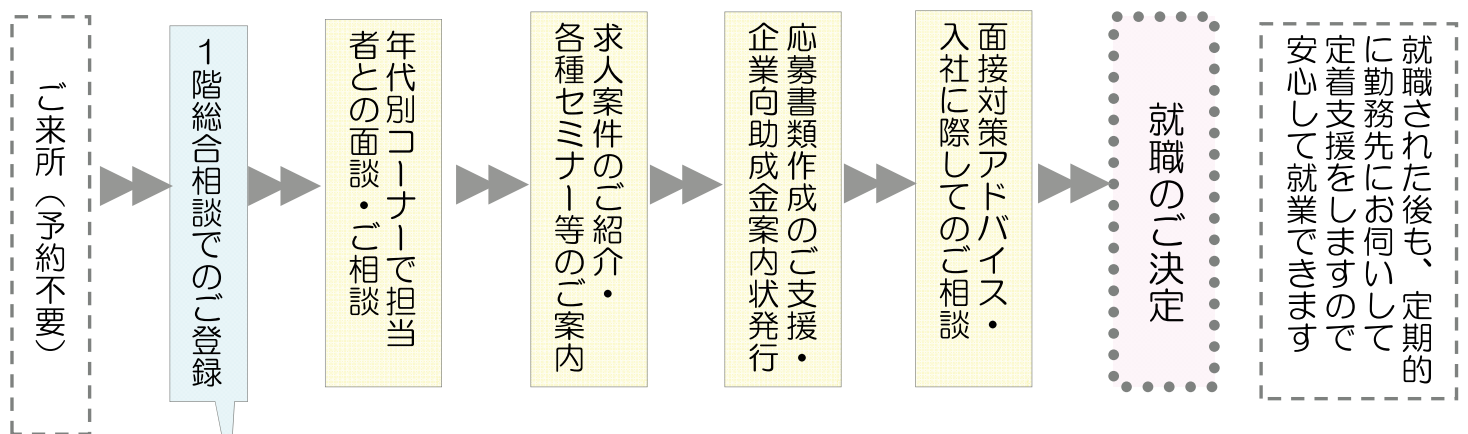 ご来所（予約不要）
１階総合相談でのご登録
年代別コーナーで担当
者との面談・ご相談
求人案件のご紹介・
各種セミナー等のご案内
応募書類作成のご支援・
企業向助成金案内状発行
面接対策アドバイス・
入社に際してのご相談
就職のご決定
就職された後も、定期的
に勤務先にお伺いして
定着支援をしますので
安心して就業できます